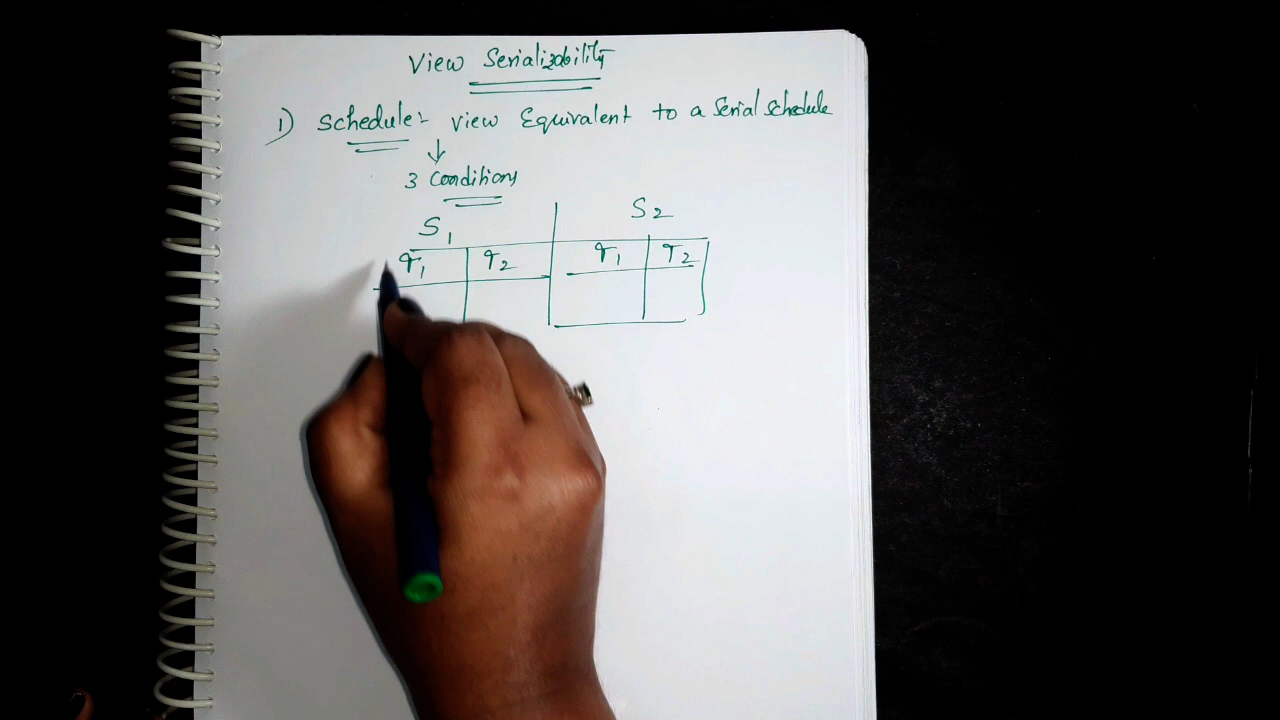 View Serializability
1) Schedule:- view Equivalent to a Serial Schedule
↓
3 Conditions
S1 S2
T1 T2 T1 T2